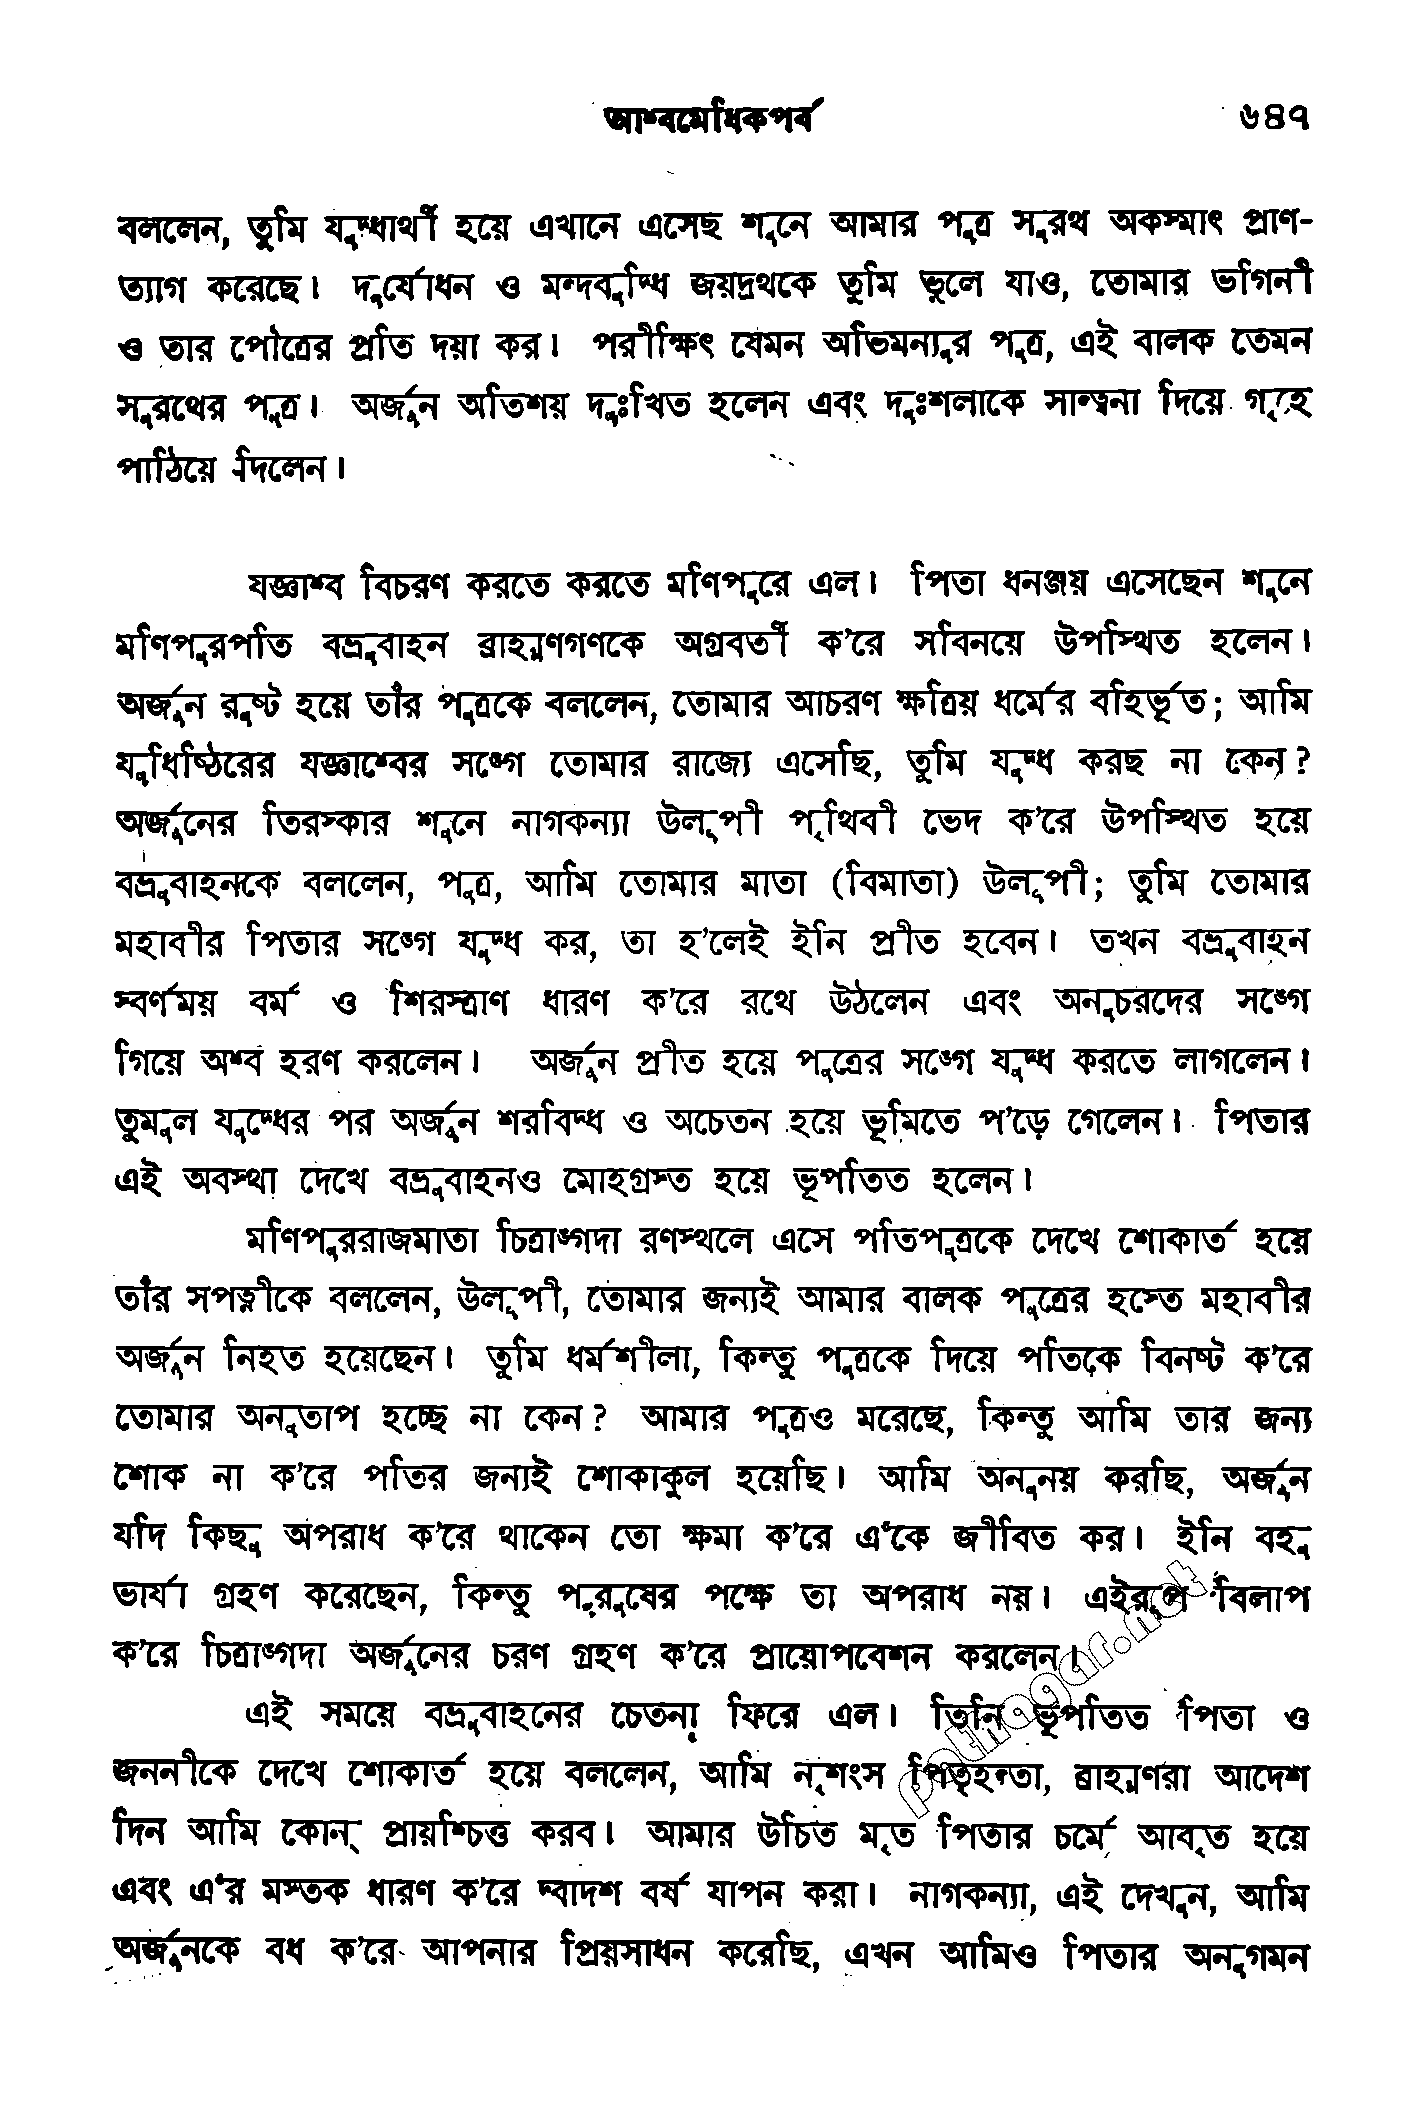 আশ্বমেধিকপর্ব ৬৪৭
বললেন, তুমি যুদ্ধার্থী হয়ে এখানে এসেছ শুনে আমার পুত্র সুরথ অকস্মাৎ প্রাণ-
ত্যাগ করেছে। দুর্যোধন ও মন্দবুদ্ধি জয়দ্রথকে তুমি ভুলে যাও, তোমার ভগিনী
ও তার পৌত্রের প্রতি দয়া কর। পরীক্ষিৎ যেমন অভিমন্যুর পুত্র, এই বালক তেমন
সুরথের পুত্র। অর্জুন অতিশয় দুঃখিত হলেন এবং দুঃশলাকে সান্ত্বনা দিয়ে গৃহে
পাঠিয়ে দিলেন।
যজ্ঞাশ্ব বিচরণ করতে করতে মণিপুরে এল। পিতা ধনঞ্জয় এসেছেন শুনে
মণিপুরপতি বভ্রুবাহন ব্রাহ্মণগণকে অগ্রবর্তী ক'রে সবিনয়ে উপস্থিত হলেন।
অর্জুন রুষ্ট হয়ে তাঁর পুত্রকে বললেন, তোমার আচরণ ক্ষত্রিয় ধর্মের বহির্ভূত; আমি
যুধিষ্ঠিরের যজ্ঞাশ্বের সঙ্গে তোমার রাজ্যে এসেছি, তুমি যুদ্ধ করছ না কেন?
অর্জুনের তিরস্কার শুনে নাগকন্যা উলূপী পৃথিবী ভেদ ক'রে উপস্থিত হয়ে
বভ্রুবাহনকে বললেন, পুত্র, আমি তোমার মাতা (বিমাতা) উলূপী; তুমি তোমার
মহাবীর পিতার সঙ্গে যুদ্ধ কর, তা হ'লেই ইনি প্রীত হবেন। তখন বভ্রুবাহন
স্বর্ণময় বর্ম ও শিরস্ত্রাণ ধারণ ক'রে রথে উঠলেন এবং অনুচরদের সঙ্গে
গিয়ে অশ্ব হরণ করলেন। অর্জুন প্রীত হয়ে পুত্রের সঙ্গে যুদ্ধ করতে লাগলেন।
তুমুল যুদ্ধের পর অর্জুন শরবিদ্ধ ও অচেতন হয়ে ভূমিতে প'ড়ে গেলেন। পিতার
এই অবস্থা দেখে বভ্রুবাহনও মোহগ্রস্ত হয়ে ভূপতিত হলেন।
মণিপুররাজমাতা চিত্রাঙ্গদা রণস্থলে এসে পতিপুত্রকে দেখে শোকার্ত হয়ে
তাঁর সপত্নীকে বললেন, উলূপী, তোমার জন্যই আমার বালক পুত্রের হস্তে মহাবীর
অর্জুন নিহত হয়েছেন। তুমি ধর্মশীলা, কিন্তু পুত্রকে দিয়ে পতিকে বিনষ্ট ক'রে
তোমার অনুতাপ হচ্ছে না কেন? আমার পুত্রও মরেছে, কিন্তু আমি তার জন্য
শোক না ক'রে পতির জন্যই শোকাকুল হয়েছি। আমি অনুনয় করছি, অর্জুন
যদি কিছু অপরাধ ক'রে থাকেন তো ক্ষমা ক'রে এঁকে জীবিত কর। ইনি বহু
ভার্যা গ্রহণ করেছেন, কিন্তু পুরুষের পক্ষে তা অপরাধ নয়। এইরূপ বিলাপ
ক'রে চিত্রাঙ্গদা অর্জুনের চরণ গ্রহণ ক'রে প্রায়োপবেশন করলেন।
এই সময়ে বভ্রুবাহনের চেতনা ফিরে এল। তিনি ভূপতিত পিতা ও
জননীকে দেখে শোকার্ত হয়ে বললেন, আমি নৃশংস পিতৃহন্তা, ব্রাহ্মণরা আদেশ
দিন আমি কোন্ প্রায়শ্চিত্ত করব। আমার উচিত মৃত পিতার চর্মে আবৃত হয়ে
এবং এঁর মস্তক ধারণ ক'রে দ্বাদশ বর্ষ যাপন করা। নাগকন্যা, এই দেখুন, আমি
অর্জুনকে বধ ক'রে আপনার প্রিয়সাধন করেছি, এখন আমিও পিতার অনুগমন
pathagar.net